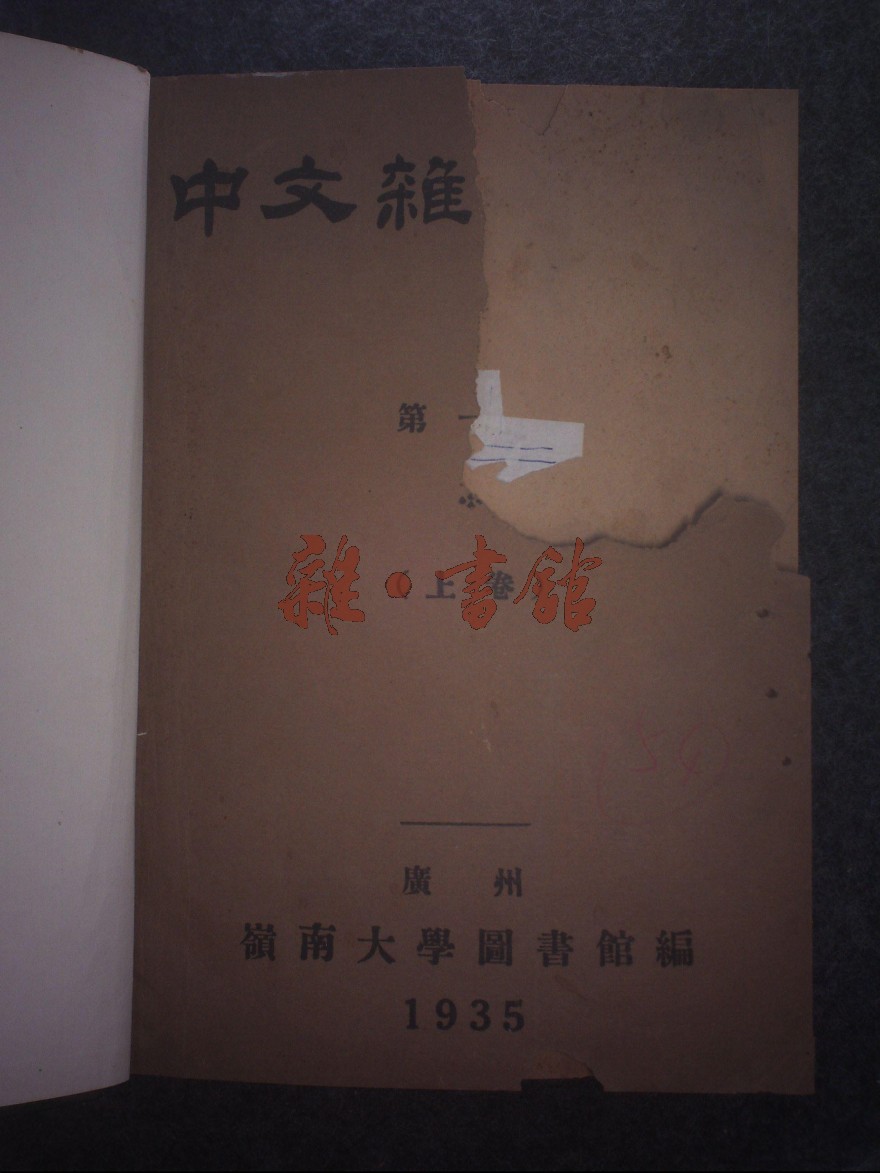 中文雜
第一
雜·書館
（上卷
廣州
嶺南大學圖書館編
1935